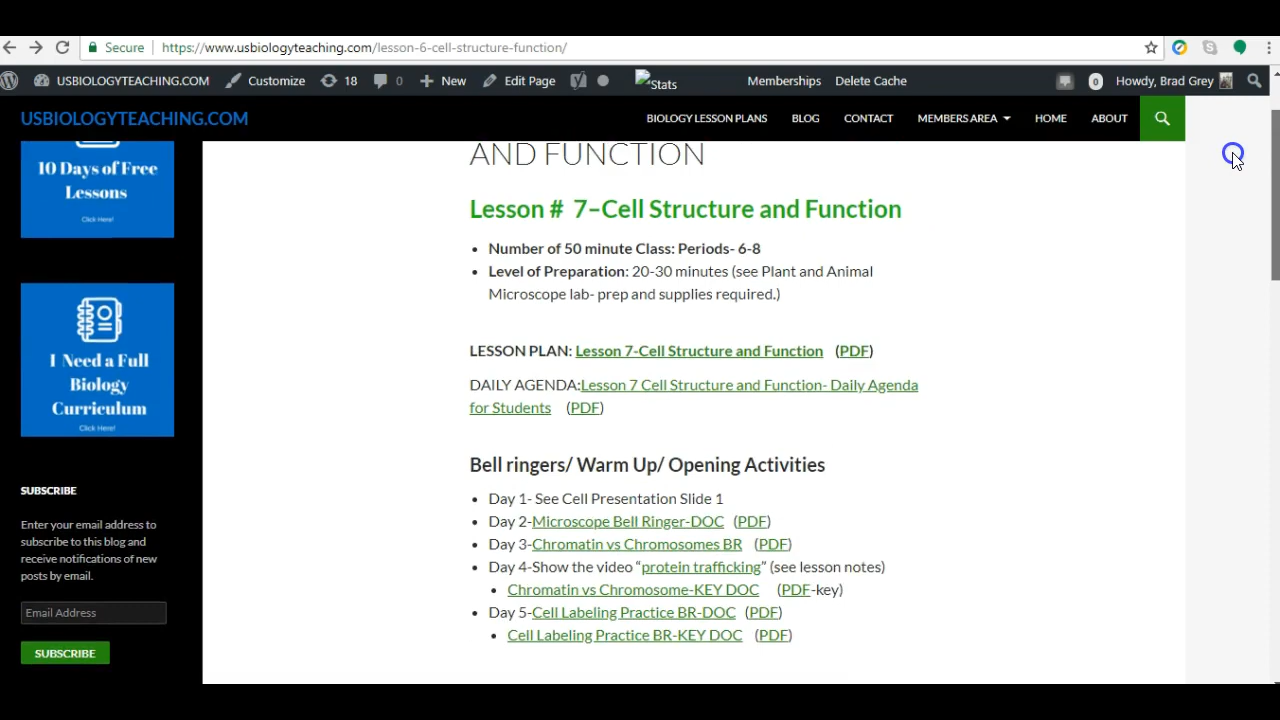 Secure https://www.usbiologyteaching.com/lesson-6-cell-structure-function/
USBIOLOGYTEACHING.COM Customize 18 0 New Edit Page Stats Memberships Delete Cache 0 Howdy, Brad Grey
USBIOLOGYTEACHING.COM BIOLOGY LESSON PLANS BLOG CONTACT MEMBERS AREA HOME ABOUT
10 Days of Free
Lessons
Click Here!
I Need a Full
Biology
Curriculum
Click Here!
SUBSCRIBE
Enter your email address to
subscribe to this blog and
receive notifications of new
posts by email.
Email Address
SUBSCRIBE
AND FUNCTION
Lesson # 7–Cell Structure and Function
• Number of 50 minute Class: Periods- 6-8
• Level of Preparation: 20-30 minutes (see Plant and Animal
Microscope lab- prep and supplies required.)
LESSON PLAN: Lesson 7-Cell Structure and Function (PDF)
DAILY AGENDA:Lesson 7 Cell Structure and Function- Daily Agenda
for Students (PDF)
Bell ringers/ Warm Up/ Opening Activities
• Day 1- See Cell Presentation Slide 1
• Day 2-Microscope Bell Ringer-DOC (PDF)
• Day 3-Chromatin vs Chromosomes BR (PDF)
• Day 4-Show the video “protein trafficking” (see lesson notes)
• Chromatin vs Chromosome-KEY DOC (PDF-key)
• Day 5-Cell Labeling Practice BR-DOC (PDF)
• Cell Labeling Practice BR-KEY DOC (PDF)